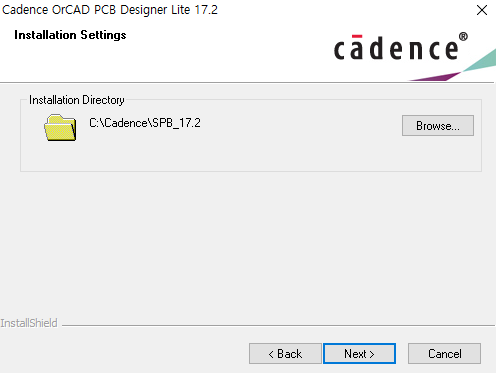 Cadence OrCAD PCB Designer Lite 17.2
Installation Settings
cādence®
Installation Directory
C:\Cadence\SPB_17.2
Browse...
InstallShield
< Back
Next >
Cancel